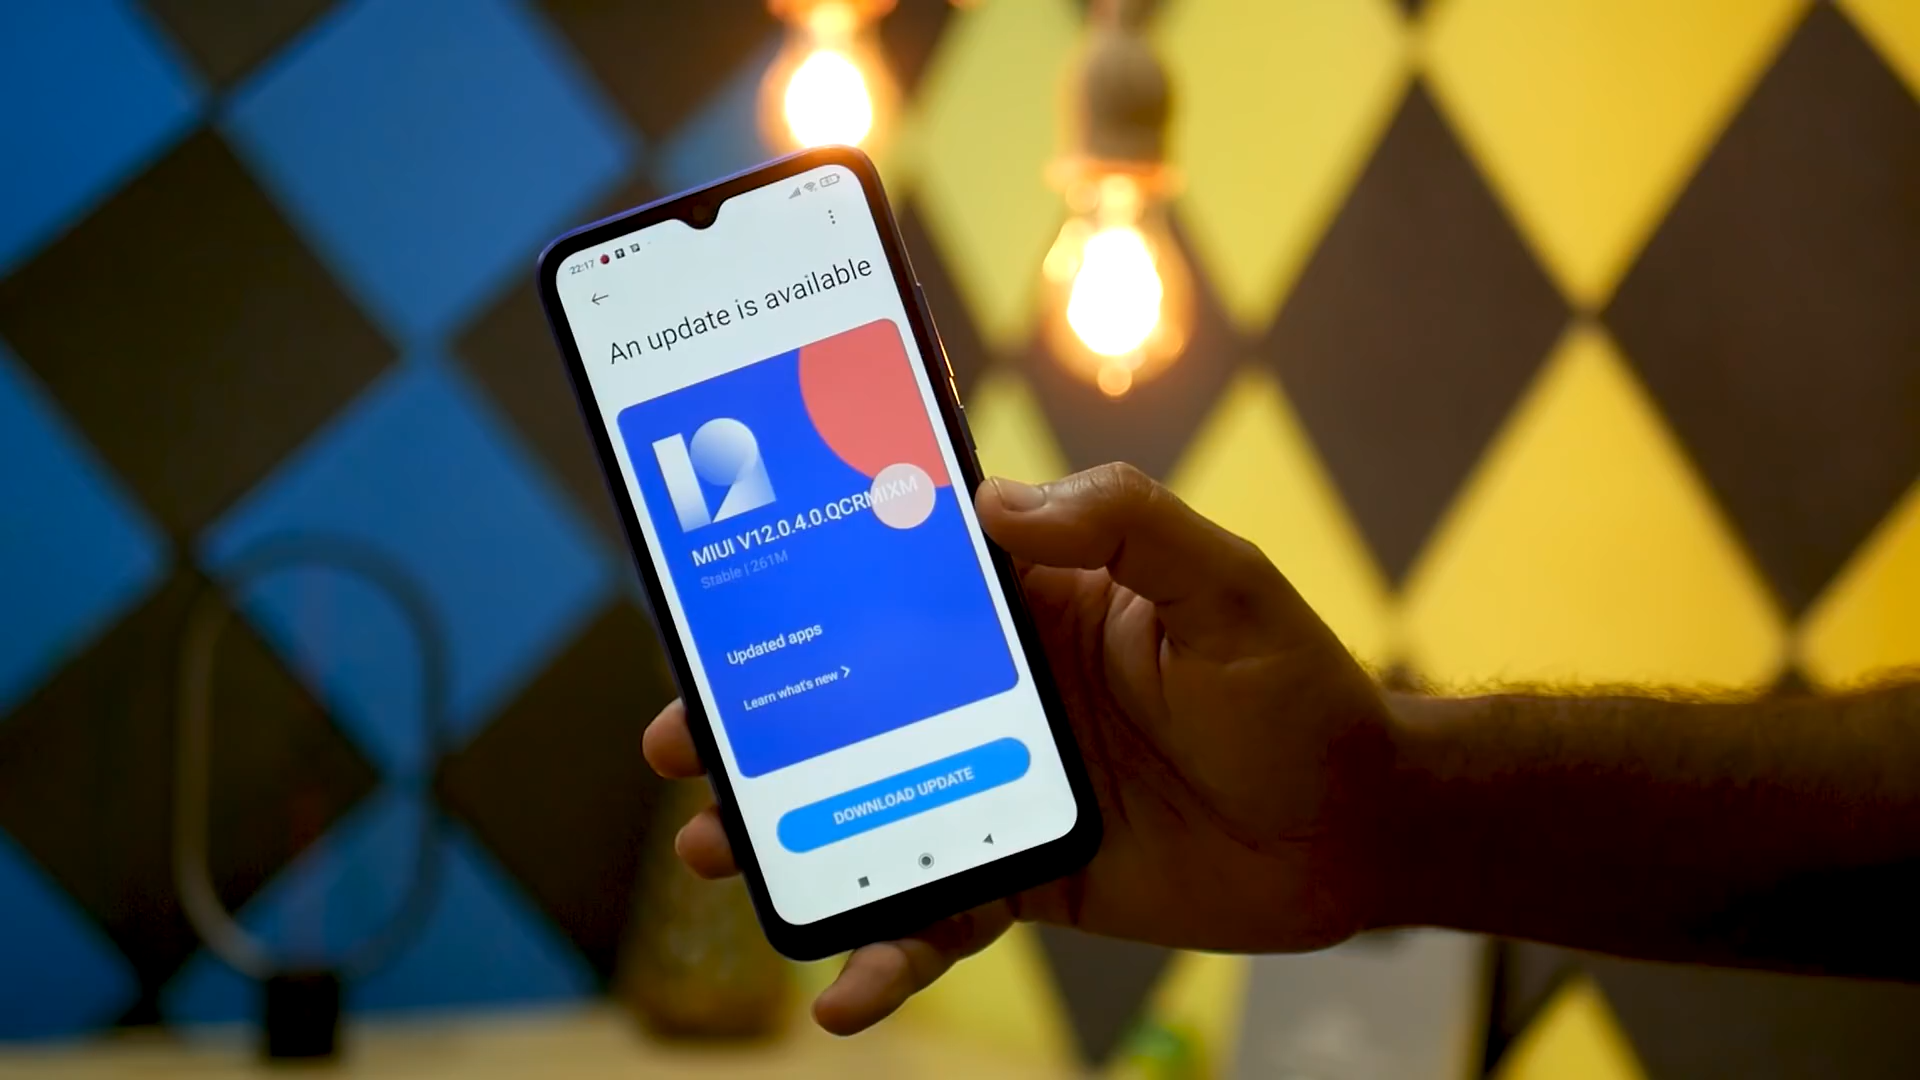 22:17
An update is available
12
MIUI V12.0.4.0.QCRMIXM
Stable | 261M
Updated apps
Learn what's new >
DOWNLOAD UPDATE